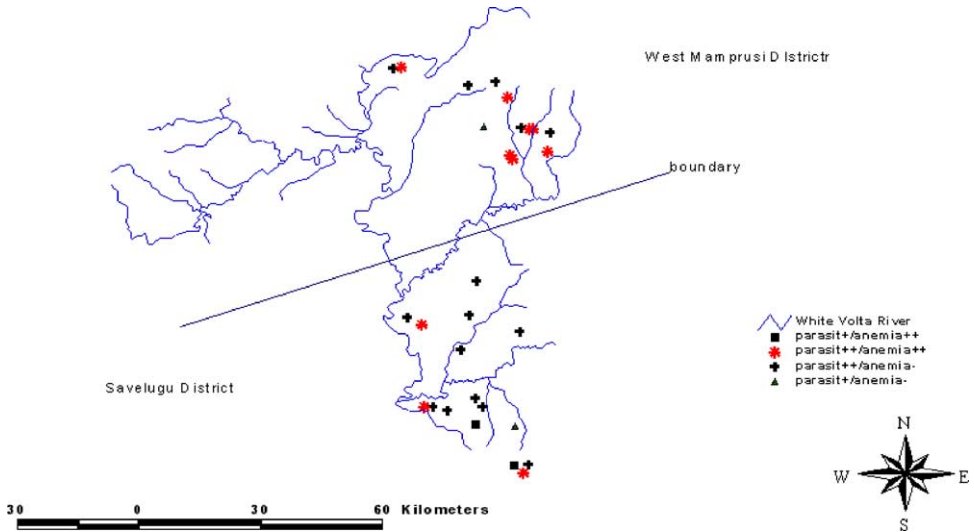 West Mamprusi DIstrictr
boundary
White Volta River
parasit+/anemia++
parasit++/anemia++
parasit++/anemia-
parasit+/anemia-
Savelugu District
N
W E
S
30 0 30 60 Kilometers